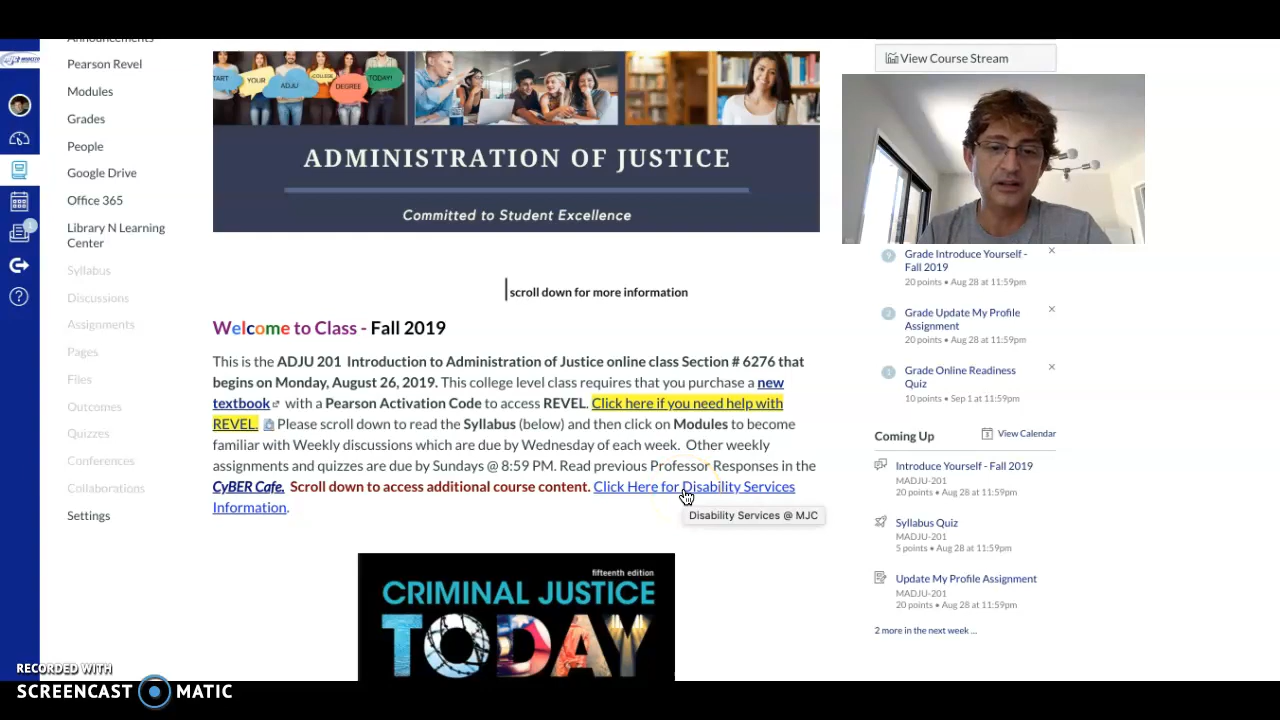 Announcements
Pearson Revel
Modules
Grades
People
Google Drive
Office 365
Library N Learning
Center
Syllabus
Discussions
Assignments
Pages
Files
Outcomes
Quizzes
Conferences
Collaborations
Settings
1
START
YOUR
ADJU
COLLEGE
DEGREE
TODAY!
ADMINISTRATION OF JUSTICE
Committed to Student Excellence
scroll down for more information
Welcome to Class - Fall 2019
This is the ADJU 201 Introduction to Administration of Justice online class Section # 6276 that
begins on Monday, August 26, 2019. This college level class requires that you purchase a new
textbook with a Pearson Activation Code to access REVEL. Click here if you need help with
REVEL. Please scroll down to read the Syllabus (below) and then click on Modules to become
familiar with Weekly discussions which are due by Wednesday of each week. Other weekly
assignments and quizzes are due by Sundays @ 8:59 PM. Read previous Professor Responses in the
CyBER Cafe. Scroll down to access additional course content. Click Here for Disability Services
Information.
Disability Services @ MJC
fifteenth edition
CRIMINAL JUSTICE
TODAY
View Course Stream
Grade Introduce Yourself -
Fall 2019
20 points • Aug 28 at 11:59pm
Grade Update My Profile
Assignment
20 points • Aug 28 at 11:59pm
1
Grade Online Readiness
Quiz
10 points • Sep 1 at 11:59pm
Coming Up
View Calendar
Introduce Yourself - Fall 2019
MADJU-201
20 points • Aug 28 at 11:59pm
Syllabus Quiz
MADJU-201
5 points • Aug 28 at 11:59pm
Update My Profile Assignment
MADJU-201
20 points • Aug 28 at 11:59pm
2 more in the next week ...
RECORDED WITH
SCREENCAST MATIC